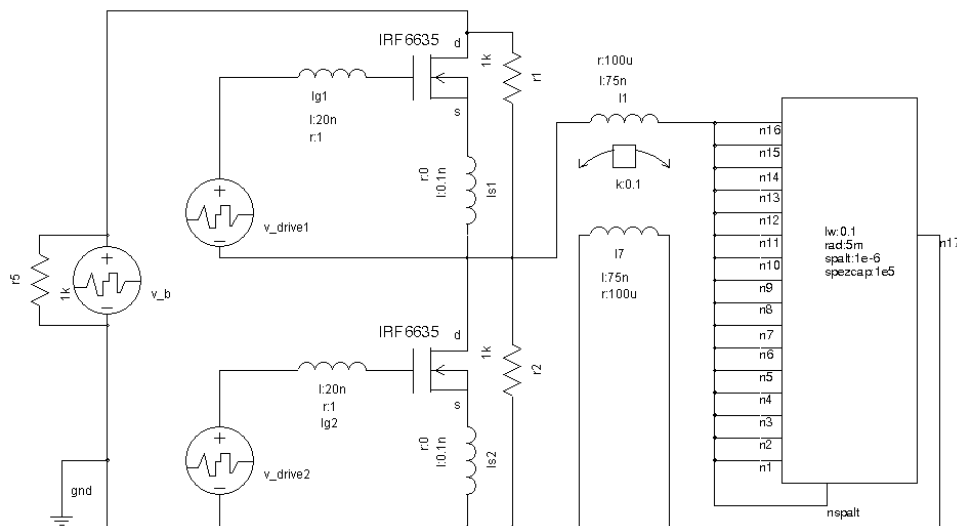 IRF6635
d
s
lg1
l:20n
r:1
+
−
v_drive1
r:0
l:0.1n
ls1
1k
r1
r:100u
l:75n
l1
k:0.1
l7
l:75n
r:100u
n16
n15
n14
n13
n12
n11
n10
n9
n8
n7
n6
n5
n4
n3
n2
n1
lw:0.1
rad:5m
spalt:1e-6
spezcap:1e5
n17
nspalt
r5
1k
+
−
v_b
gnd
IRF6635
d
s
l:20n
r:1
lg2
+
−
v_drive2
r:0
l:0.1n
ls2
1k
r2